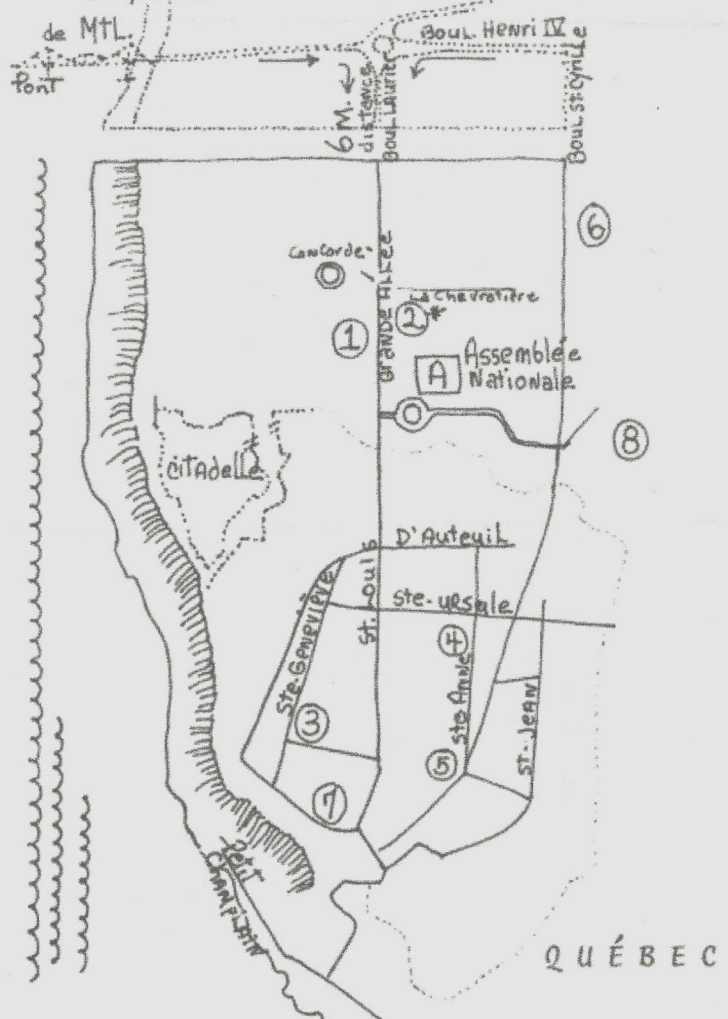 de MTL.
Pont
Boul. Henri IV
6 M. distance
Boul. Laurier
Boul. St-Cyrille
6
Concorde
Grande Allée
La Chevrotière
2*
1
A
Assemblée
Nationale
8
Citadelle
D'Auteuil
St. Louis
Ste-Geneviève
Ste-Ursule
4
Ste Anne
St-Jean
3
5
7
Petit
Champlain
QUÉBEC